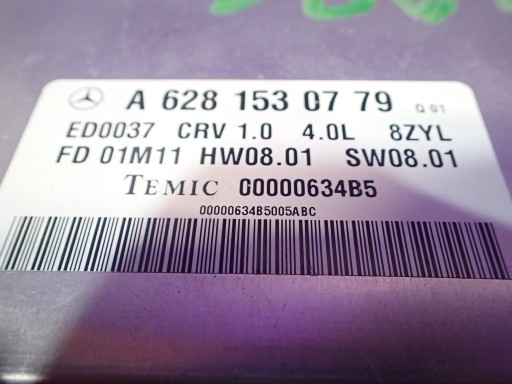 A 628 153 07 79 Q 01
ED0037 CRV 1.0 4.0L 8ZYL
FD 01M11 HW08.01 SW08.01
TEMIC 00000634B5
00000634B5005ABC